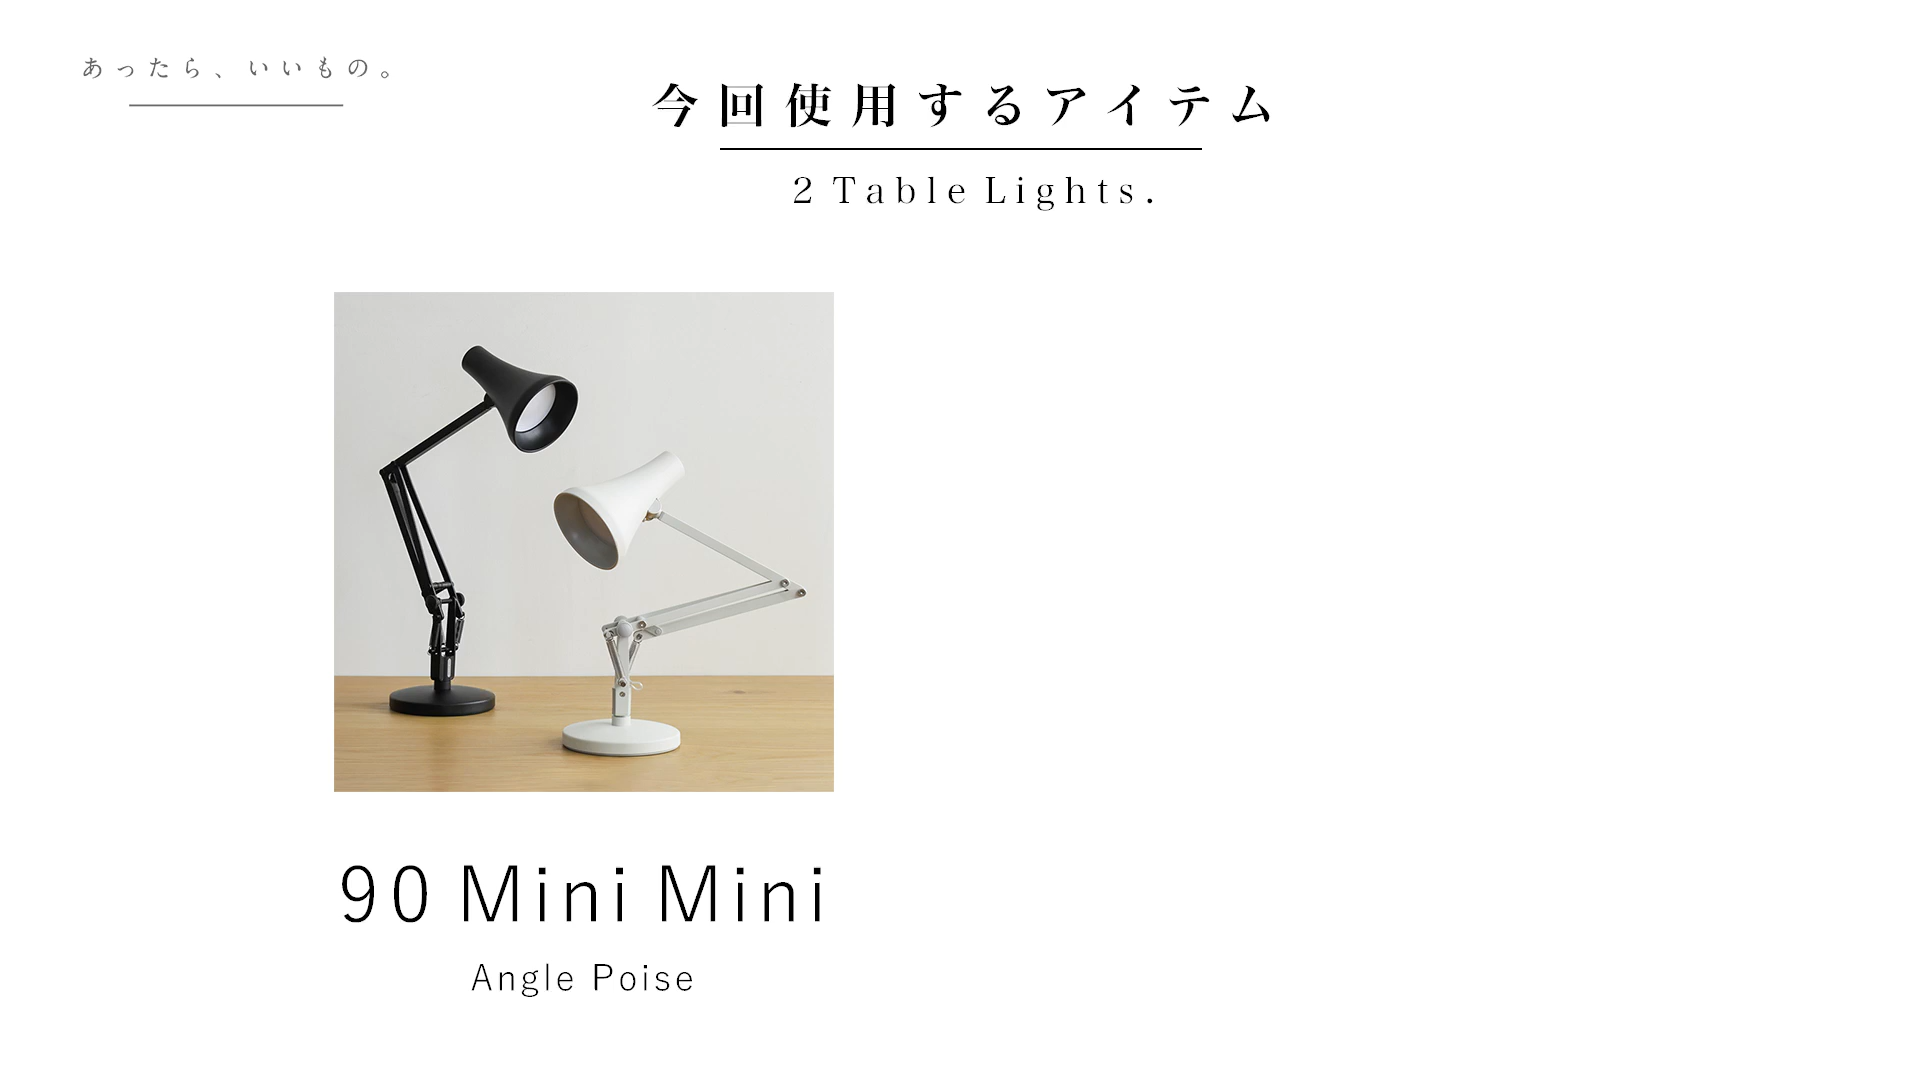 あったら、いいもの。
今回使用するアイテム
2 Table Lights.
90 Mini Mini
Angle Poise